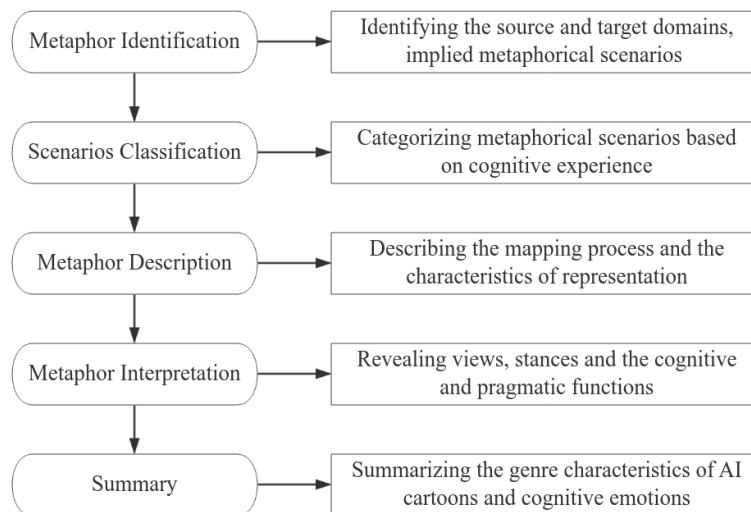 Metaphor Identification
Identifying the source and target domains,
implied metaphorical scenarios
Scenarios Classification
Categorizing metaphorical scenarios based
on cognitive experience
Metaphor Description
Describing the mapping process and the
characteristics of representation
Metaphor Interpretation
Revealing views, stances and the cognitive
and pragmatic functions
Summary
Summarizing the genre characteristics of AI
cartoons and cognitive emotions